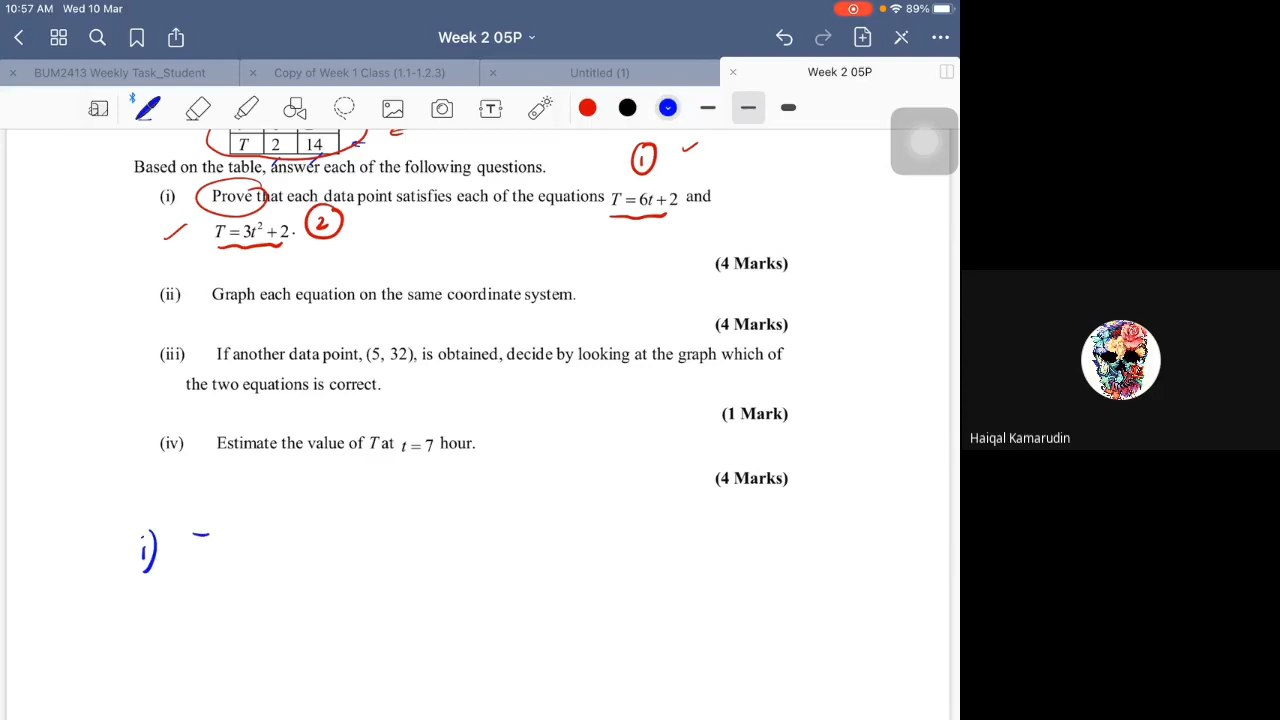 10:57 AM Wed 10 Mar 89%
Week 2 05P
BUM2413 Weekly Task_Student Copy of Week 1 Class (1.1-1.2.3) Untitled (1) Week 2 05P
T 2 14
Based on the table, answer each of the following questions. 1
(i) Prove that each data point satisfies each of the equations T = 6t + 2 and
T = 3t² + 2. 2
(4 Marks)
(ii) Graph each equation on the same coordinate system.
(4 Marks)
(iii) If another data point, (5, 32), is obtained, decide by looking at the graph which of
the two equations is correct.
(1 Mark)
(iv) Estimate the value of T at t = 7 hour.
(4 Marks)
i)
Haiqal Kamarudin